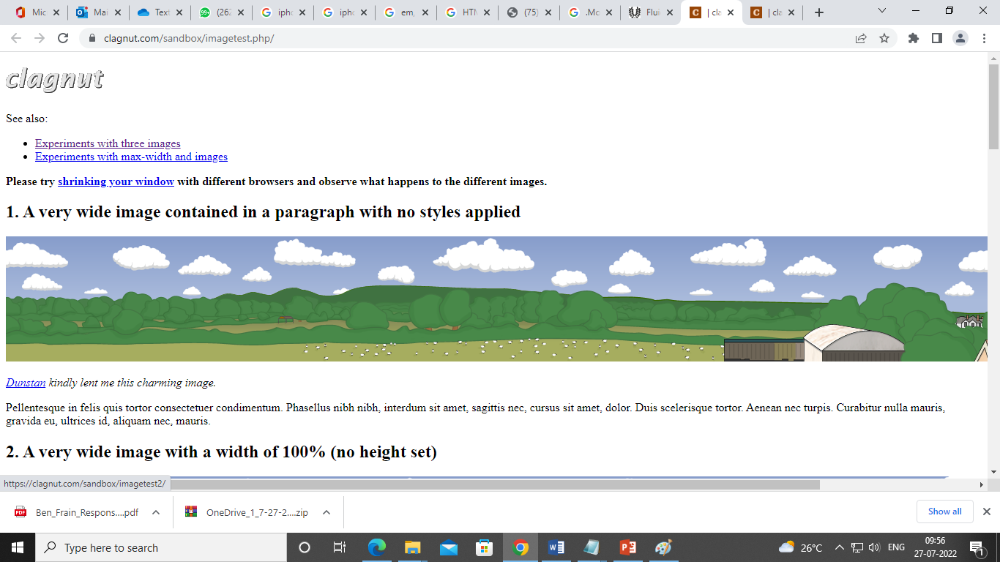 Mic
Mai
Text
(262
ipho
ipho
em,
HTM
(75)
.Mc
Flui
| cla
| cla
clagnut.com/sandbox/imagetest.php/
clagnut
See also:
Experiments with three images
Experiments with max-width and images
Please try shrinking your window with different browsers and observe what happens to the different images.
1. A very wide image contained in a paragraph with no styles applied
Dunstan kindly lent me this charming image.
Pellentesque in felis quis tortor consectetuer condimentum. Phasellus nibh nibh, interdum sit amet, sagittis nec, cursus sit amet, dolor. Duis scelerisque tortor. Aenean nec turpis. Curabitur nulla mauris,
gravida eu, ultrices id, aliquam nec, mauris.
2. A very wide image with a width of 100% (no height set)
https://clagnut.com/sandbox/imagetest2/
Ben_Frain_Respons....pdf
OneDrive_1_7-27-2....zip
Show all
Type here to search
26°C
ENG
09:56
27-07-2022
1